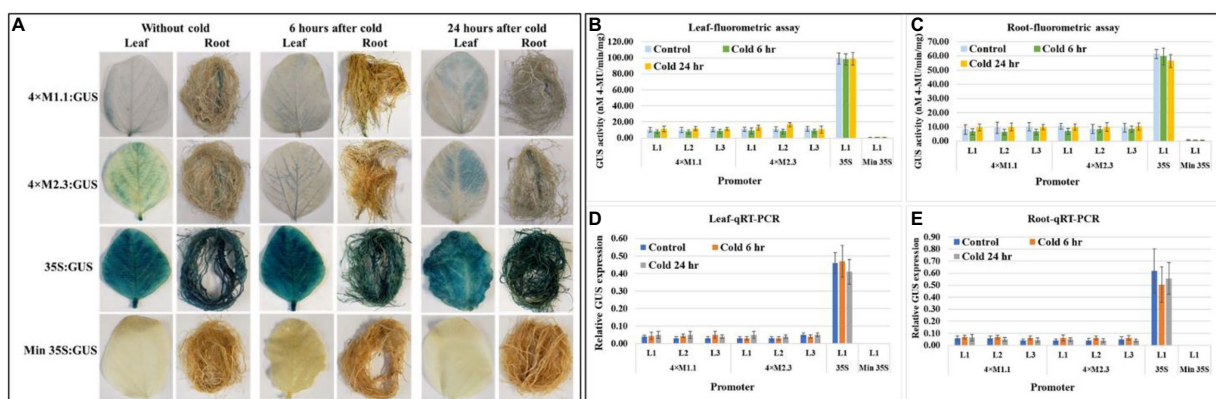 A
Without cold 6 hours after cold 24 hours after cold
Leaf Root Leaf Root Leaf Root
4×M1.1:GUS
4×M2.3:GUS
35S:GUS
Min 35S:GUS
B
Leaf-fluorometric assay
Control Cold 6 hr
Cold 24 hr
GUS activity (nM 4-MU/min/mg)
120.00
100.00
80.00
60.00
40.00
20.00
0.00
L1 L2 L3 L1 L2 L3 L1 L1
4×M1.1 4×M2.3 35S Min 35S
Promoter
C
Root-fluorometric assay
Control Cold 6 hr
Cold 24 hr
GUS activity (nM 4-MU/min/mg)
70.00
60.00
50.00
40.00
30.00
20.00
10.00
0.00
L1 L2 L3 L1 L2 L3 L1 L1
4×M1.1 4×M2.3 35S Min 35S
Promoter
D
Leaf-qRT-PCR
Control Cold 6 hr
Cold 24 hr
Relative GUS expression
0.60
0.50
0.40
0.30
0.20
0.10
0.00
L1 L2 L3 L1 L2 L3 L1 L1
4×M1.1 4×M2.3 35S Min 35S
Promoter
E
Root-qRT-PCR
Control Cold 6 hr
Cold 24 hr
Relative GUS expression
0.90
0.80
0.70
0.60
0.50
0.40
0.30
0.20
0.10
0.00
L1 L2 L3 L1 L2 L3 L1 L1
4×M1.1 4×M2.3 35S Min 35S
Promoter